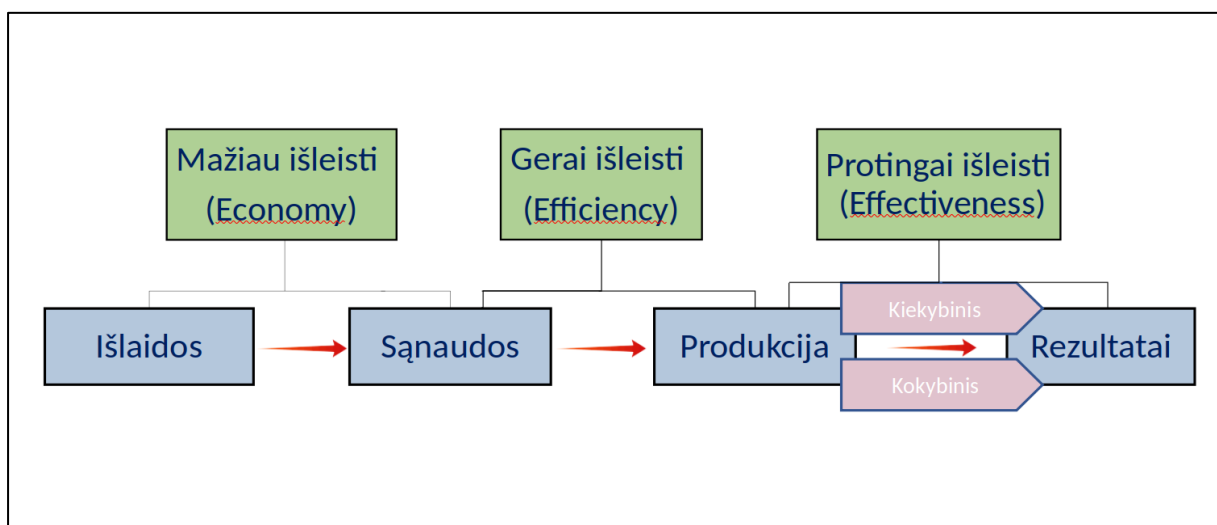 Mažiau išleisti
(Economy)
Gerai išleisti
(Efficiency)
Protingai išleisti
(Effectiveness)
Išlaidos
Sąnaudos
Produkcija
Kiekybinis
Kokybinis
Rezultatai